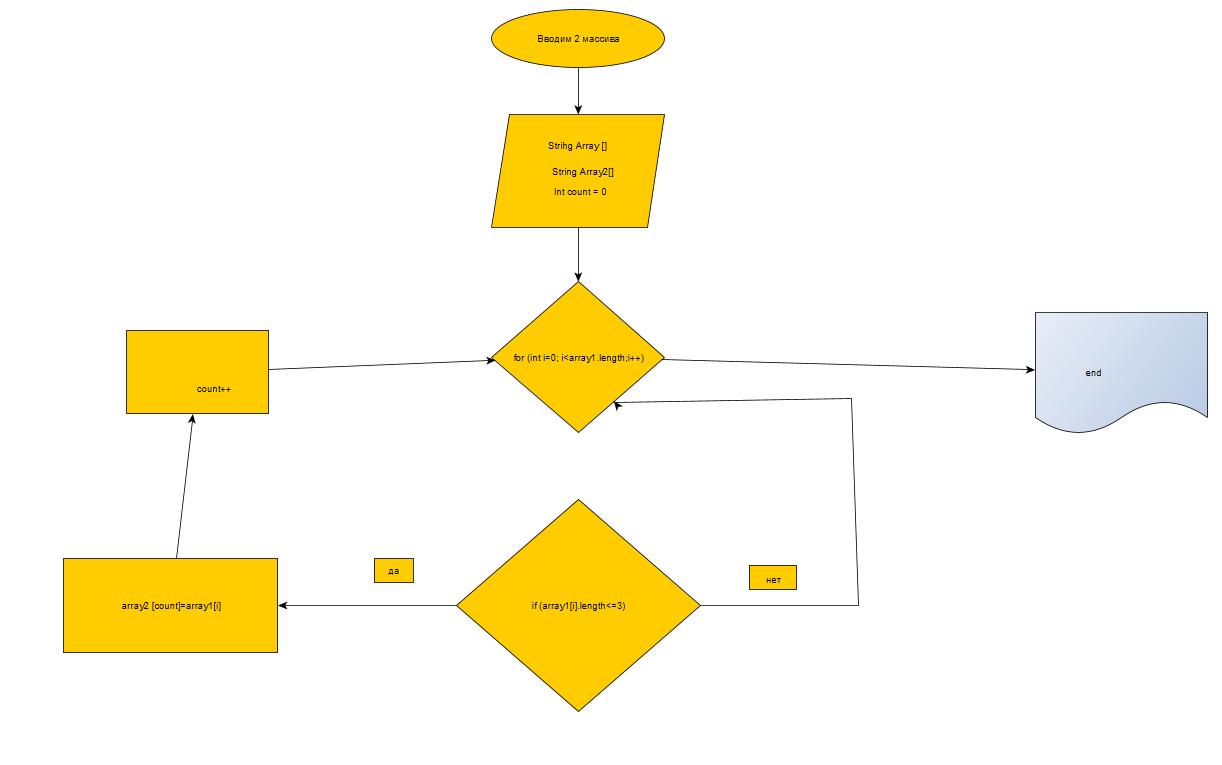 Вводим 2 массива
Strihg Array []
String Array2[]
Int count = 0
for (int i=0; i<array1.length;i++)
count++
end
да
нет
array2 [count]=array1[i]
if (array1[i].length<=3)